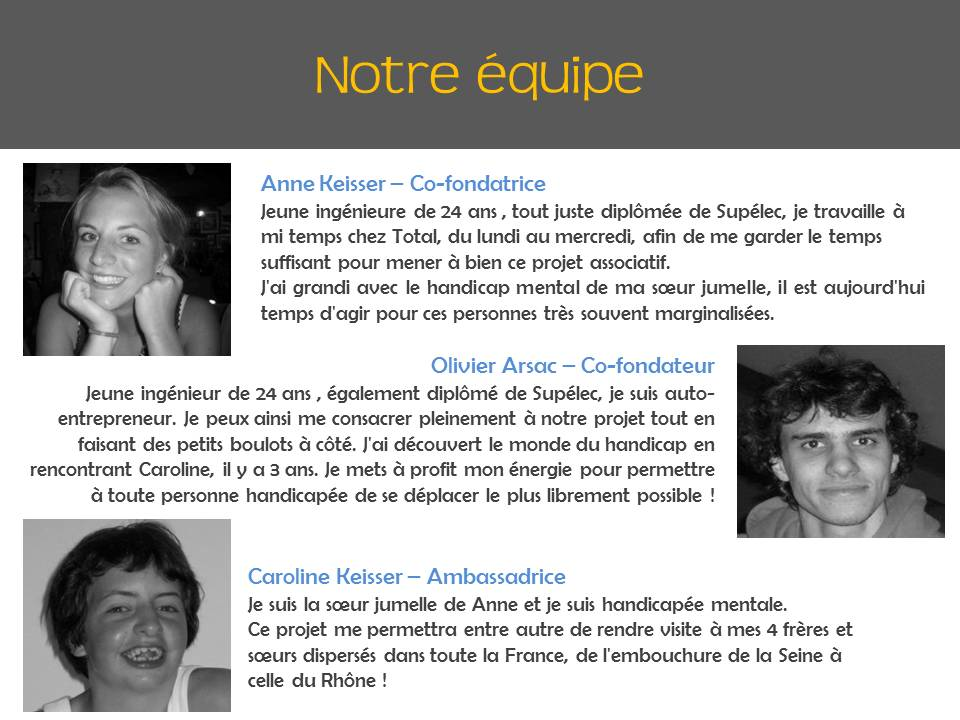 Notre équipe
Anne Keisser – Co-fondatrice
Jeune ingénieure de 24 ans , tout juste diplômée de Supélec, je travaille à
mi temps chez Total, du lundi au mercredi, afin de me garder le temps
suffisant pour mener à bien ce projet associatif.
J'ai grandi avec le handicap mental de ma sœur jumelle, il est aujourd'hui
temps d'agir pour ces personnes très souvent marginalisées.
Olivier Arsac – Co-fondateur
Jeune ingénieur de 24 ans , également diplômé de Supélec, je suis auto-
entrepreneur. Je peux ainsi me consacrer pleinement à notre projet tout en
faisant des petits boulots à côté. J'ai découvert le monde du handicap en
rencontrant Caroline, il y a 3 ans. Je mets à profit mon énergie pour permettre
à toute personne handicapée de se déplacer le plus librement possible !
Caroline Keisser – Ambassadrice
Je suis la sœur jumelle de Anne et je suis handicapée mentale.
Ce projet me permettra entre autre de rendre visite à mes 4 frères et
sœurs dispersés dans toute la France, de l'embouchure de la Seine à
celle du Rhône !